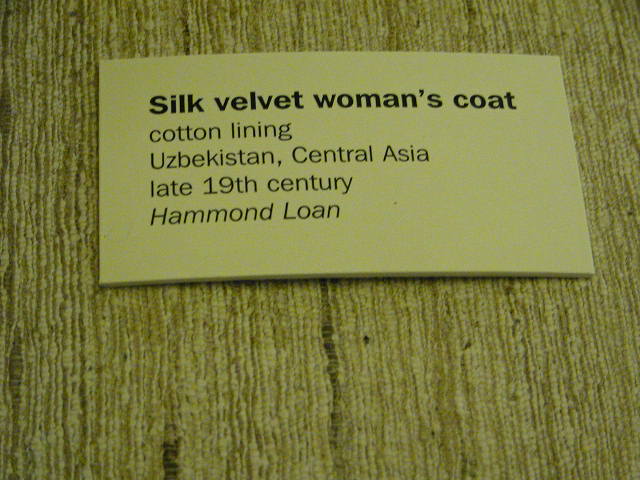 Silk velvet woman's coat
cotton lining
Uzbekistan, Central Asia
late 19th century
Hammond Loan